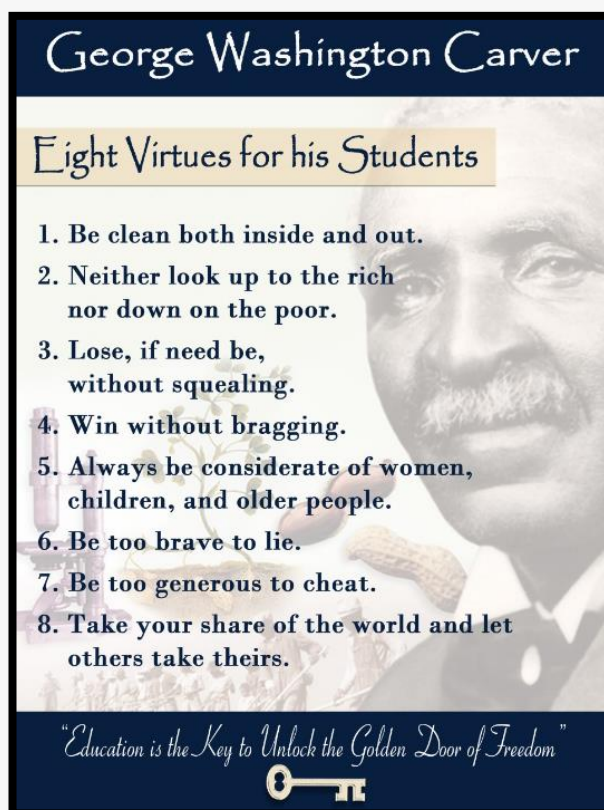 George Washington Carver
Eight Virtues for his Students
1. Be clean both inside and out.
2. Neither look up to the rich
nor down on the poor.
3. Lose, if need be,
without squealing.
4. Win without bragging.
5. Always be considerate of women,
children, and older people.
6. Be too brave to lie.
7. Be too generous to cheat.
8. Take your share of the world and let
others take theirs.
"Education is the Key to Unlock the Golden Door of Freedom"